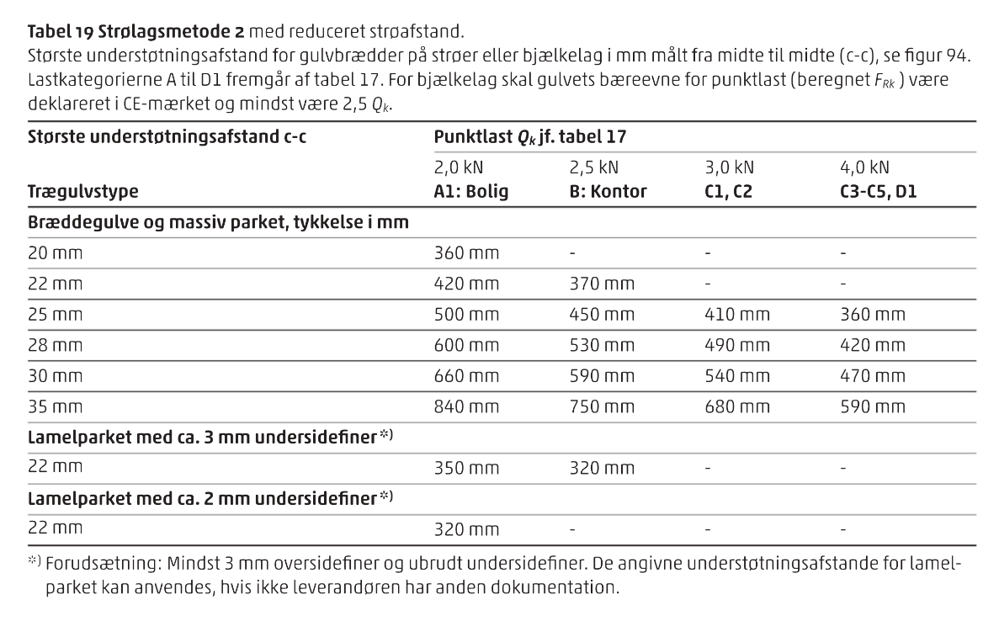 Tabel 19 Strølagsmetode 2 med reduceret strøafstand.
Største understøtningsafstand for gulvbrædder på strøer eller bjælkelag i mm målt fra midte til midte (c-c), se figur 94.
Lastkategorierne A til D1 fremgår af tabel 17. For bjælkelag skal gulvets bæreevne for punktlast (beregnet FRk ) være
deklareret i CE-mærket og mindst være 2,5 Qk.
Største understøtningsafstand c-c Punktlast Qk jf. tabel 17
2,0 kN 2,5 kN 3,0 kN 4,0 kN
Trægulvstype A1: Bolig B: Kontor C1, C2 C3-C5, D1
Bræddegulve og massiv parket, tykkelse i mm
20 mm 360 mm - - -
22 mm 420 mm 370 mm - -
25 mm 500 mm 450 mm 410 mm 360 mm
28 mm 600 mm 530 mm 490 mm 420 mm
30 mm 660 mm 590 mm 540 mm 470 mm
35 mm 840 mm 750 mm 680 mm 590 mm
Lamelparket med ca. 3 mm undersidefiner*)
22 mm 350 mm 320 mm - -
Lamelparket med ca. 2 mm undersidefiner*)
22 mm 320 mm - - -
*) Forudsætning: Mindst 3 mm oversidefiner og ubrudt undersidefiner. De angivne understøtningsafstande for lamel-
parket kan anvendes, hvis ikke leverandøren har anden dokumentation.